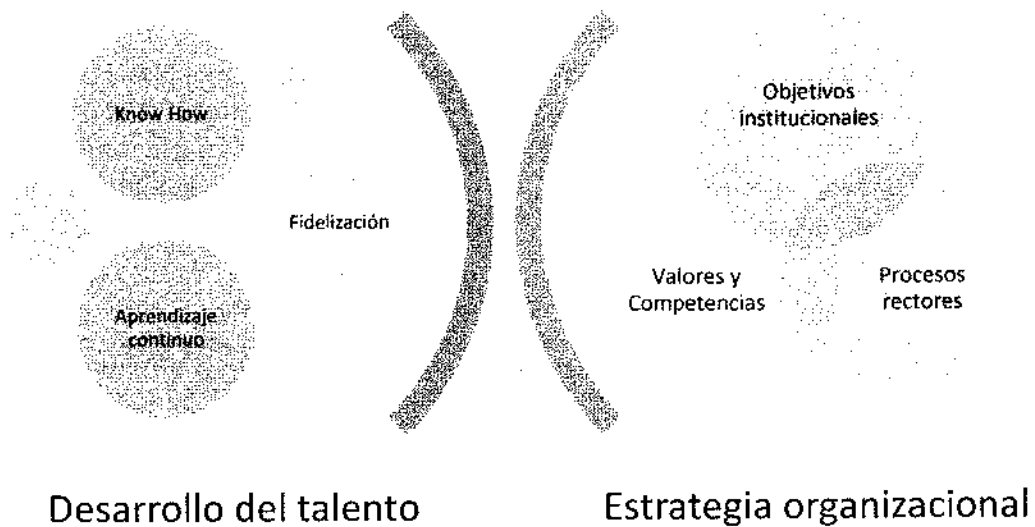 Know How
Objetivos
institucionales
Fidelización
Valores y
Competencias
Procesos
rectores
Aprendizaje
continuo
Desarrollo del talento
Estrategia organizacional